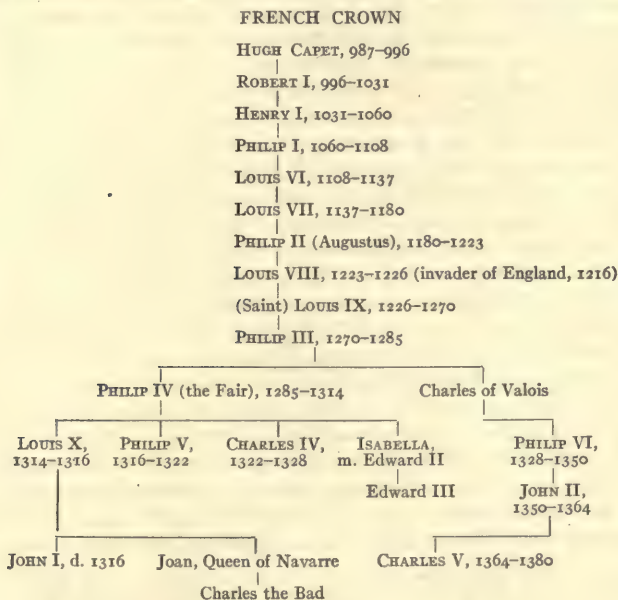 FRENCH CROWN
HUGH CAPET, 987–996
ROBERT I, 996–1031
HENRY I, 1031–1060
PHILIP I, 1060–1108
LOUIS VI, 1108–1137
LOUIS VII, 1137–1180
PHILIP II (Augustus), 1180–1223
LOUIS VIII, 1223–1226 (invader of England, 1216)
(Saint) LOUIS IX, 1226–1270
PHILIP III, 1270–1285
PHILIP IV (the Fair), 1285–1314 Charles of Valois
LOUIS X, PHILIP V, CHARLES IV, ISABELLA, PHILIP VI,
1314–1316 1316–1322 1322–1328 m. Edward II 1328–1350
Edward III JOHN II,
1350–1364
JOHN I, d. 1316 Joan, Queen of Navarre CHARLES V, 1364–1380
Charles the Bad